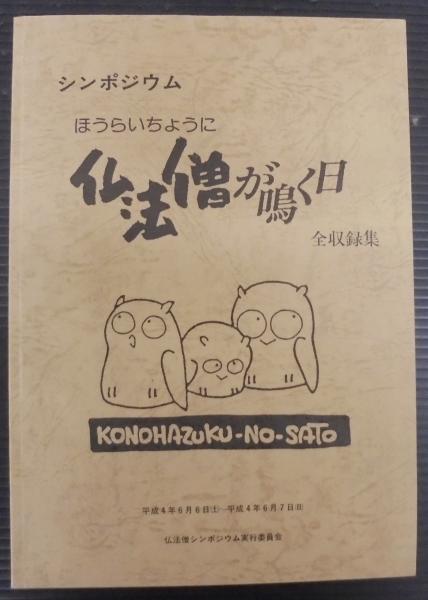 シンポジウム
ほうらいちょうに
仏法僧が鳴く日
全収録集
KONOHAZUKU-NO-SATO
平成4年6月6日㈯―平成4年6月7日㈰
仏法僧シンポジウム実行委員会